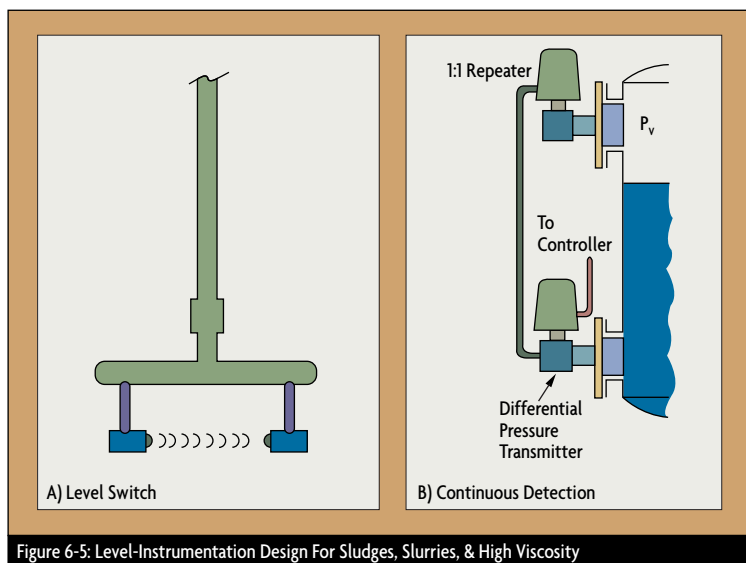 1:1 Repeater
Pv
To
Controller
Differential
Pressure
Transmitter
A) Level Switch
B) Continuous Detection
Figure 6-5: Level-Instrumentation Design For Sludges, Slurries, & High Viscosity